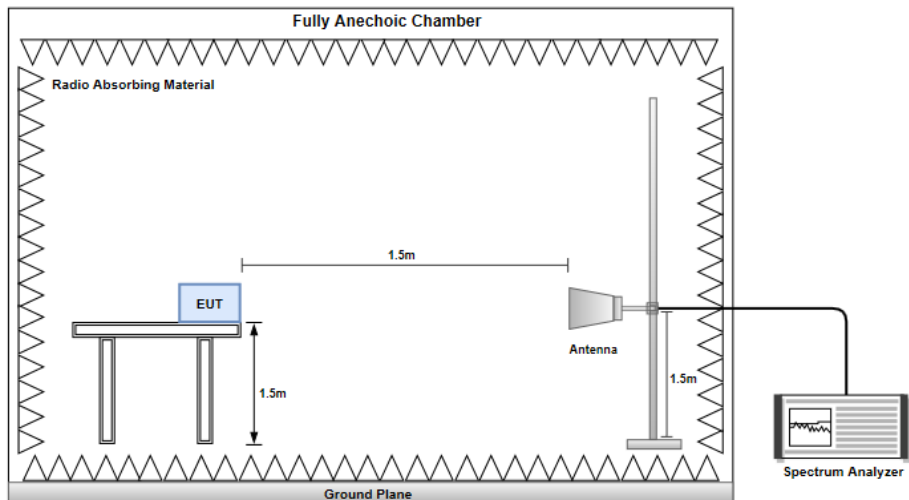 Fully Anechoic Chamber
Radio Absorbing Material
1.5m
EUT
Antenna
1.5m
1.5m
Spectrum Analyzer
Ground Plane